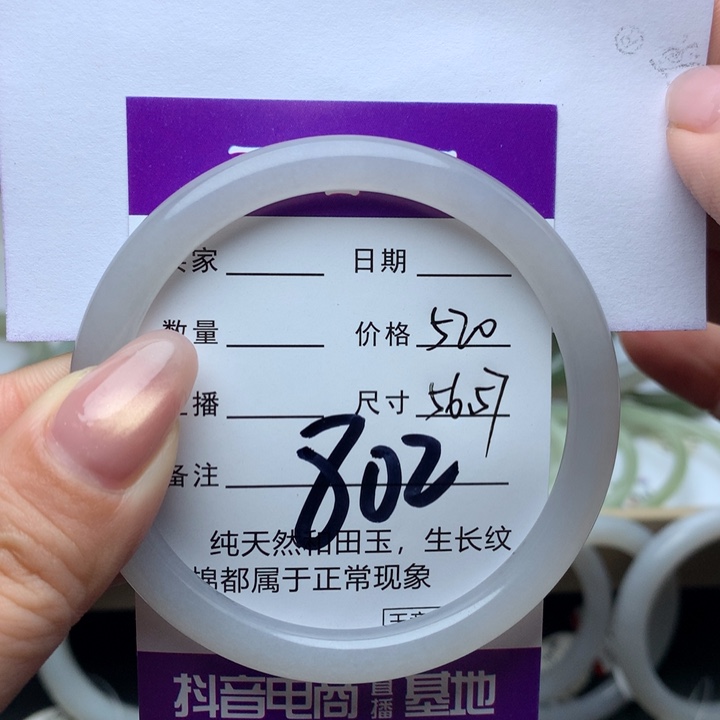 家 日期
数量 价格 520
播 尺寸 56.57
802
备注
纯天然和田玉，生长纹
棉都属于正常现象
抖音电商直播基地